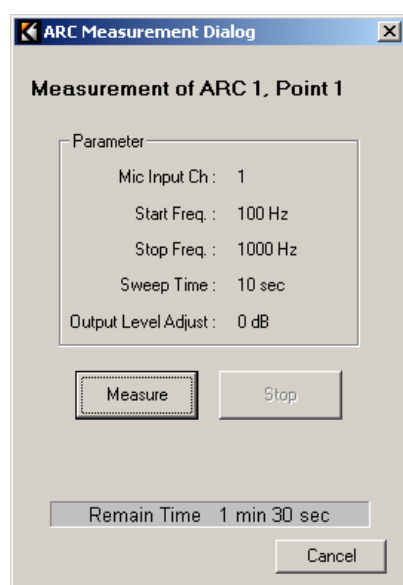 ARC Measurement Dialog
Measurement of ARC 1, Point 1
Parameter
Mic Input Ch : 1
Start Freq. : 100 Hz
Stop Freq. : 1000 Hz
Sweep Time : 10 sec
Output Level Adjust : 0 dB
Measure Stop
Remain Time 1 min 30 sec
Cancel